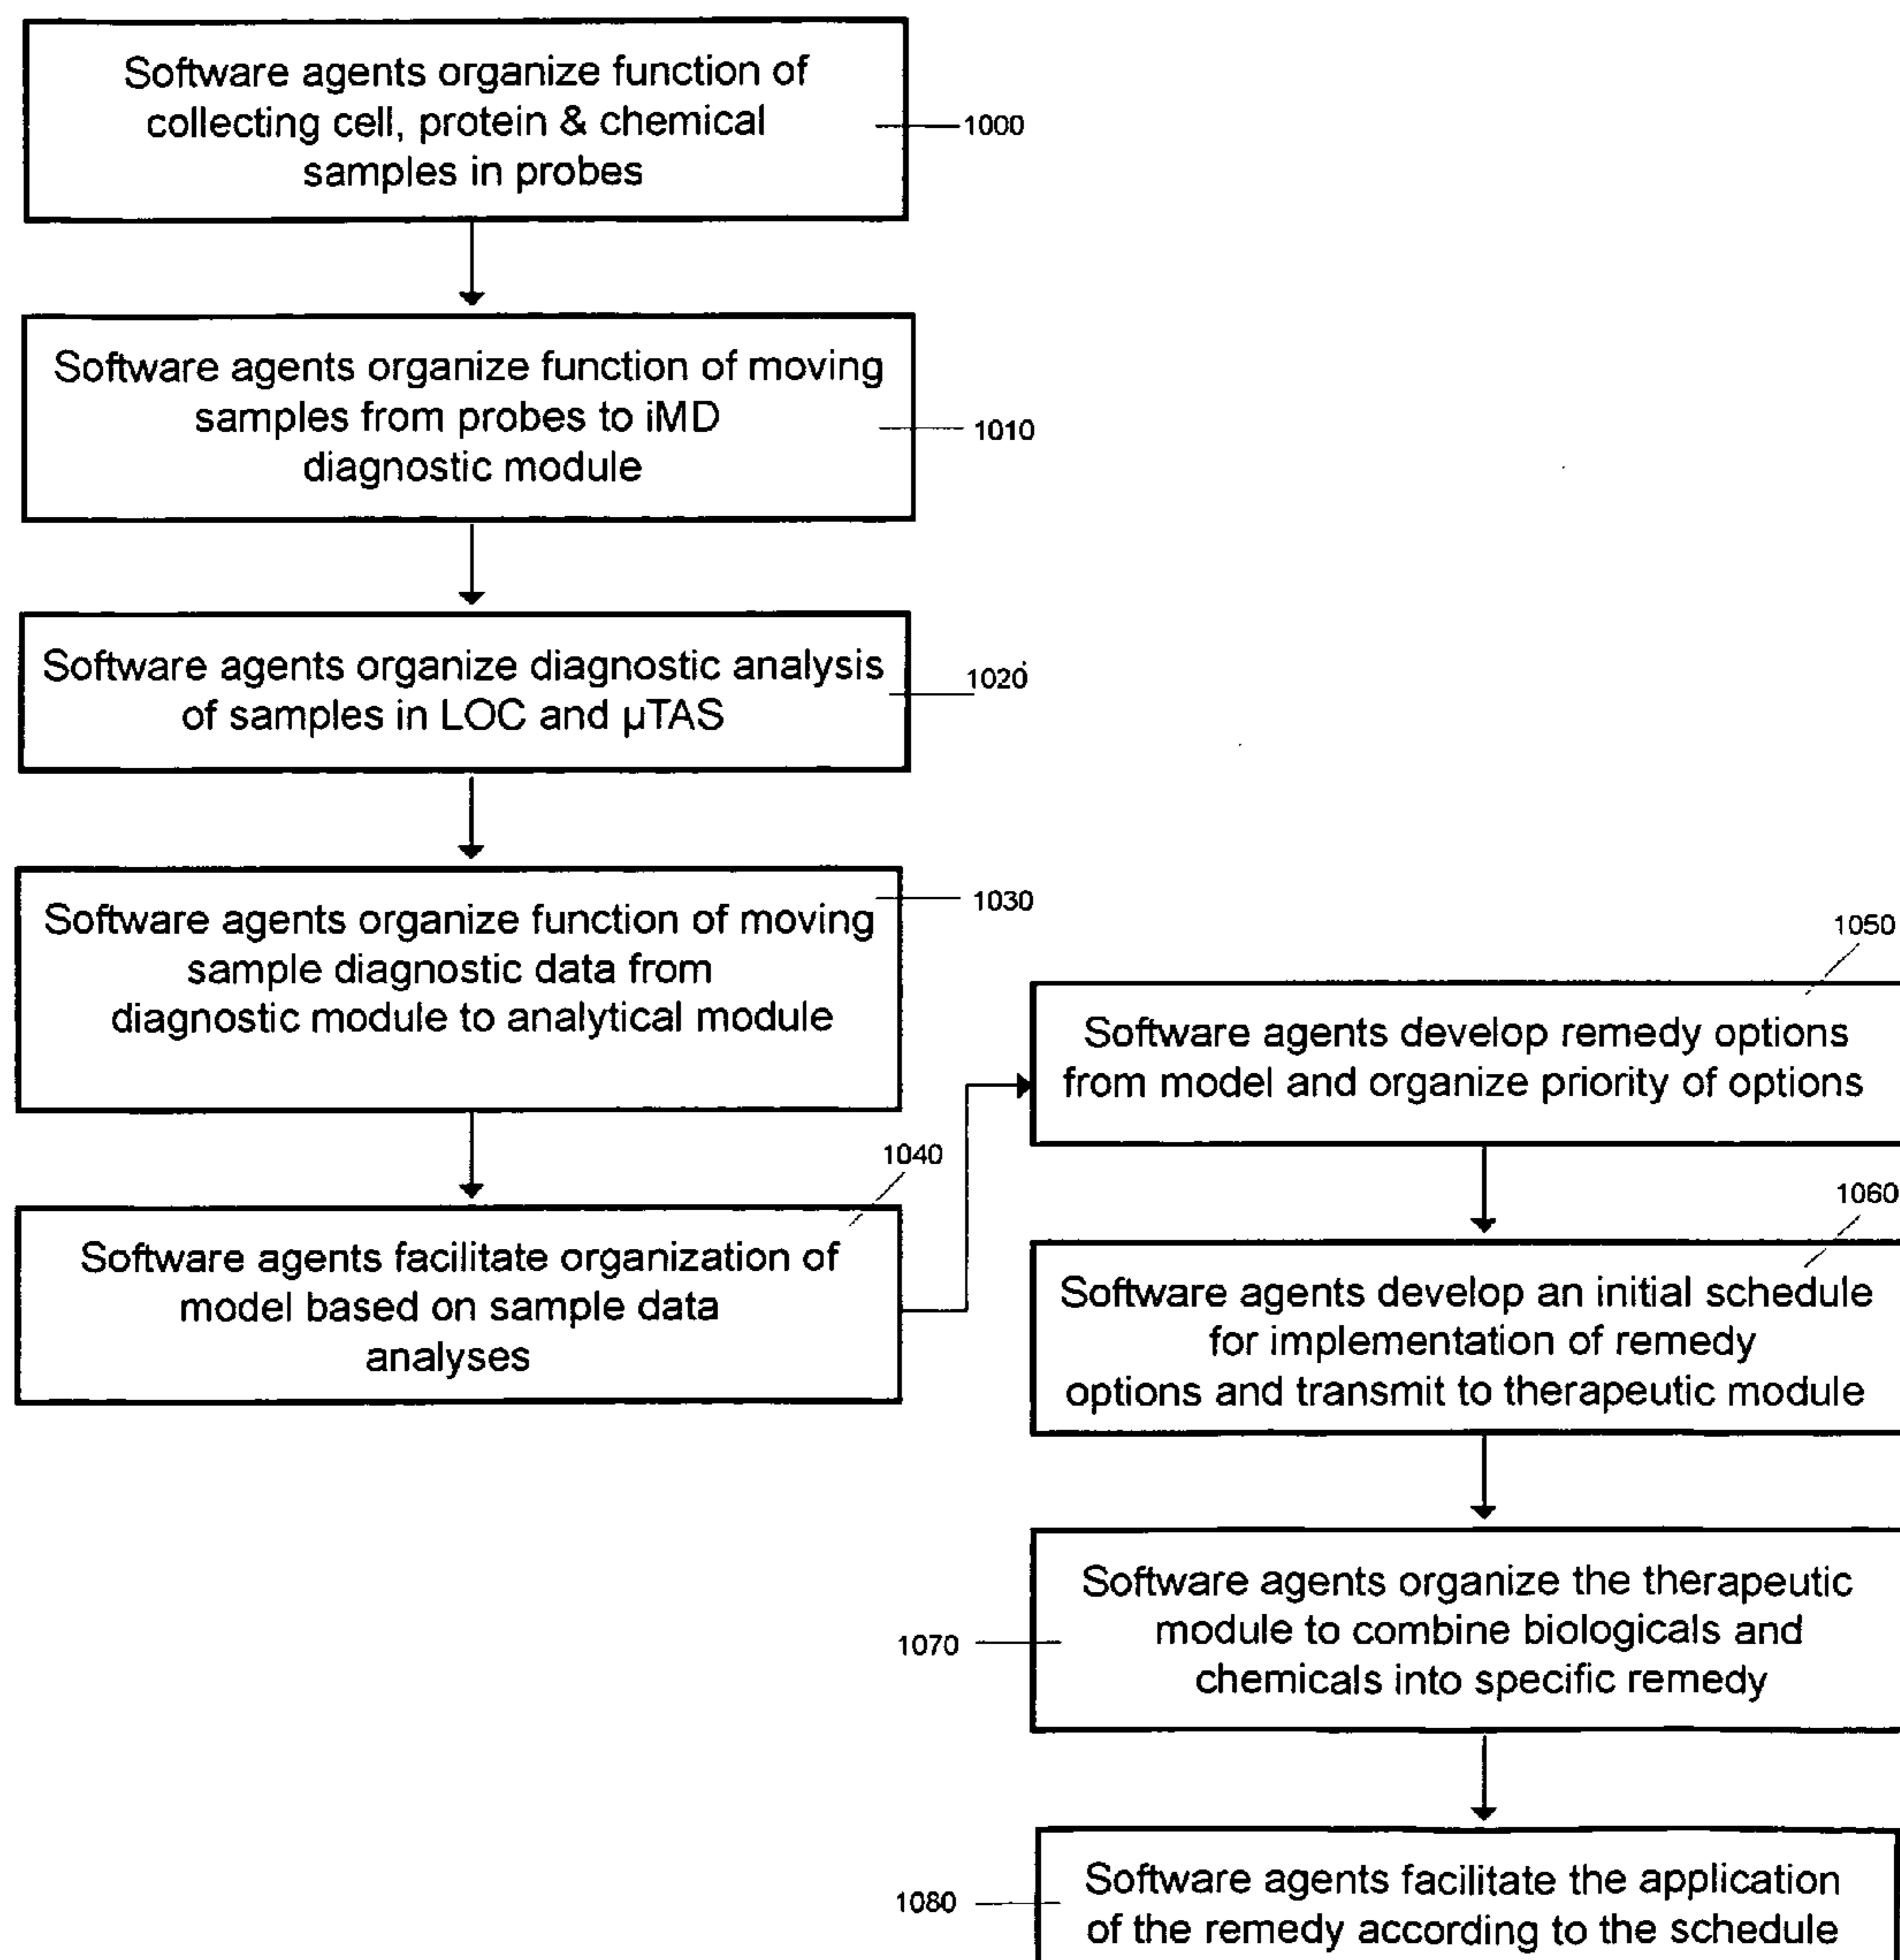 Software agents organize function of
collecting cell, protein & chemical
samples in probes
1000
Software agents organize function of moving
samples from probes to iMD
diagnostic module
1010
Software agents organize diagnostic analysis
of samples in LOC and µTAS
1020
Software agents organize function of moving
sample diagnostic data from
diagnostic module to analytical module
1030
Software agents facilitate organization of
model based on sample data
analyses
1040
Software agents develop remedy options
from model and organize priority of options
1050
Software agents develop an initial schedule
for implementation of remedy
options and transmit to therapeutic module
1060
Software agents organize the therapeutic
module to combine biologicals and
chemicals into specific remedy
1070
Software agents facilitate the application
of the remedy according to the schedule
1080